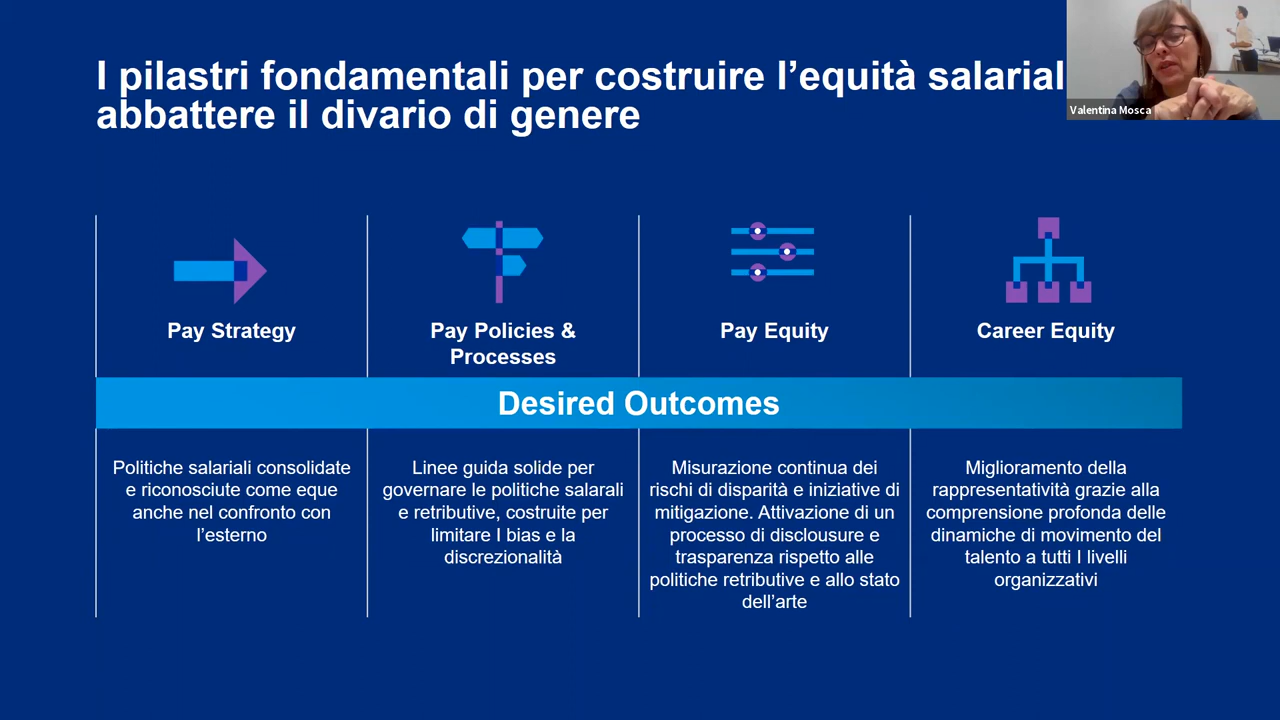 I pilastri fondamentali per costruire l’equità salarial
abbattere il divario di genere
Valentina Mosca
Pay Strategy
Pay Policies &
Processes
Pay Equity
Career Equity
Desired Outcomes
Politiche salariali consolidate
e riconosciute come eque
anche nel confronto con
l’esterno
Linee guida solide per
governare le politiche salarali
e retributive, costruite per
limitare I bias e la
discrezionalità
Misurazione continua dei
rischi di disparità e iniziative di
mitigazione. Attivazione di un
processo di disclousure e
trasparenza rispetto alle
politiche retributive e allo stato
dell’arte
Miglioramento della
rappresentatività grazie alla
comprensione profonda delle
dinamiche di movimento del
talento a tutti I livelli
organizzativi